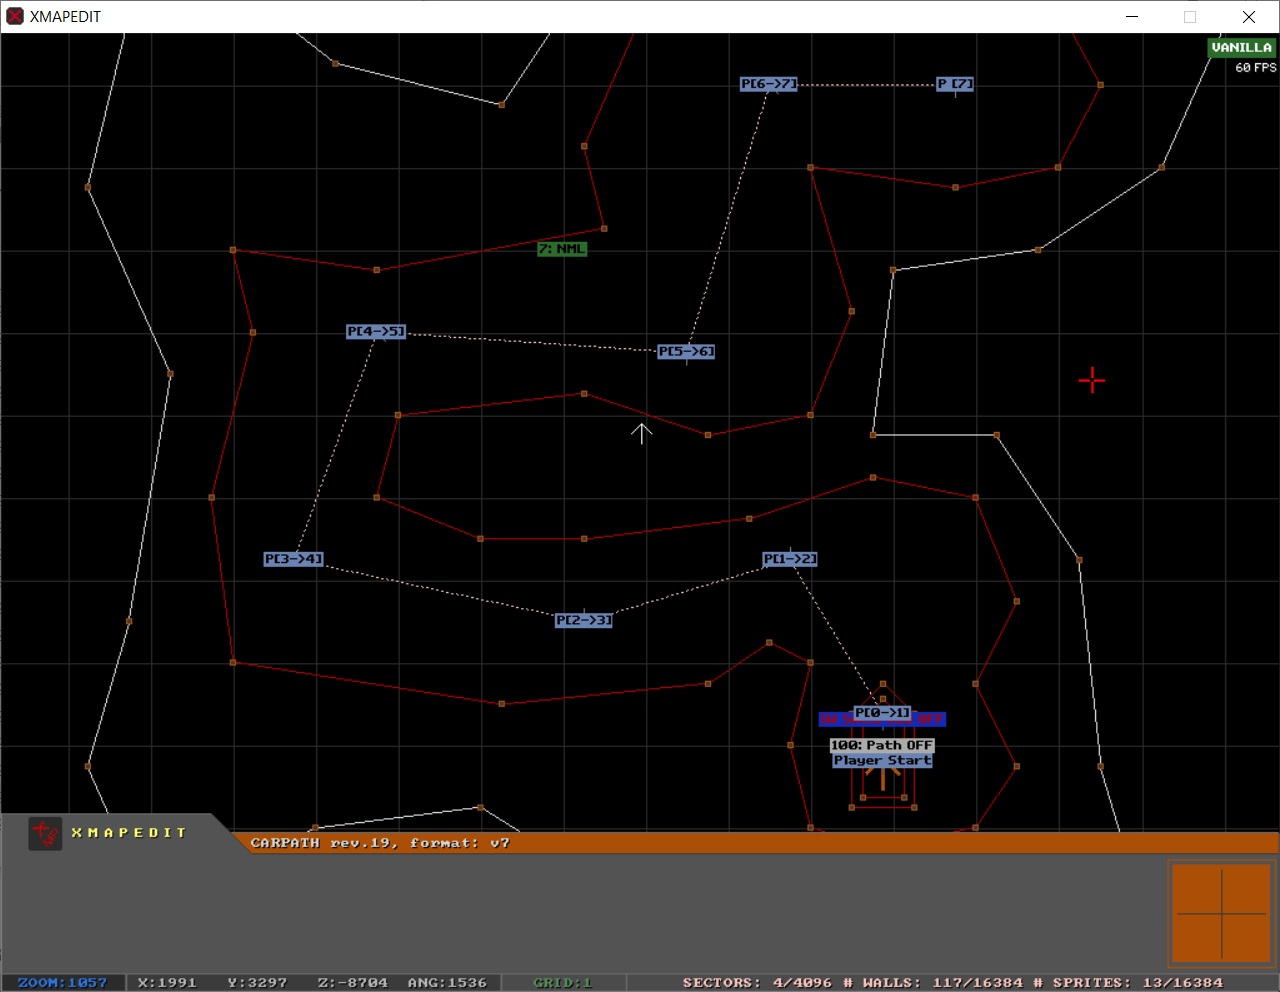 XMAPEDIT
VANILLA
60 FPS
P[6->7]
P [7]
7: NML
P[4->5]
P[5->6]
P[3->4]
P[1->2]
P[2->3]
P[0->1]
OFF
100: Path OFF
Player Start
XMAPEDIT
CARPATH rev.19, format: v7
ZOOM:1057 X:1991 Y:3297 Z:-8704 ANG:1536 GRID:1 SECTORS: 4/4096 # WALLS: 117/16384 # SPRITES: 13/16384